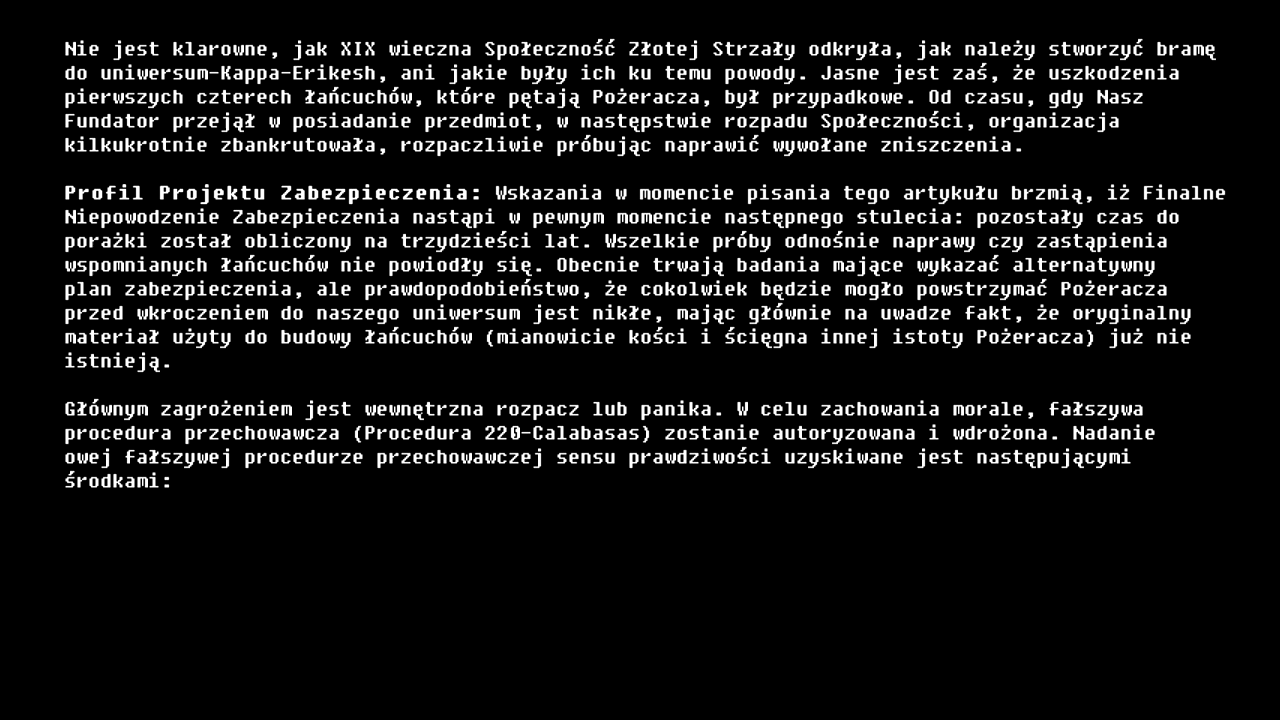 Nie jest klarowne, jak XIX wieczna Społeczność Złotej Strzały odkryła, jak należy stworzyć bramę
do uniwersum-Kappa-Erikesh, ani jakie były ich ku temu powody. Jasne jest zaś, że uszkodzenia
pierwszych czterech łańcuchów, które pętają Pożeracza, był przypadkowe. Od czasu, gdy Nasz
Fundator przejął w posiadanie przedmiot, w następstwie rozpadu Społeczności, organizacja
kilkukrotnie zbankrutowała, rozpaczliwie próbując naprawić wywołane zniszczenia.
Profil Projektu Zabezpieczenia: Wskazania w momencie pisania tego artykułu brzmią, iż Finalne
Niepowodzenie Zabezpieczenia nastąpi w pewnym momencie następnego stulecia: pozostały czas do
porażki został obliczony na trzydzieści lat. Wszelkie próby odnośnie naprawy czy zastąpienia
wspomnianych łańcuchów nie powiodły się. Obecnie trwają badania mające wykazać alternatywny
plan zabezpieczenia, ale prawdopodobieństwo, że cokolwiek będzie mogło powstrzymać Pożeracza
przed wkroczeniem do naszego uniwersum jest nikłe, mając głównie na uwadze fakt, że oryginalny
materiał użyty do budowy łańcuchów (mianowicie kości i ścięgna innej istoty Pożeracza) już nie
istnieją.
Głównym zagrożeniem jest wewnętrzna rozpacz lub panika. W celu zachowania morale, fałszywa
procedura przechowawcza (Procedura 220-Calabasas) zostanie autoryzowana i wdrożona. Nadanie
owej fałszywej procedurze przechowawczej sensu prawdziwości uzyskiwane jest następującymi
środkami: